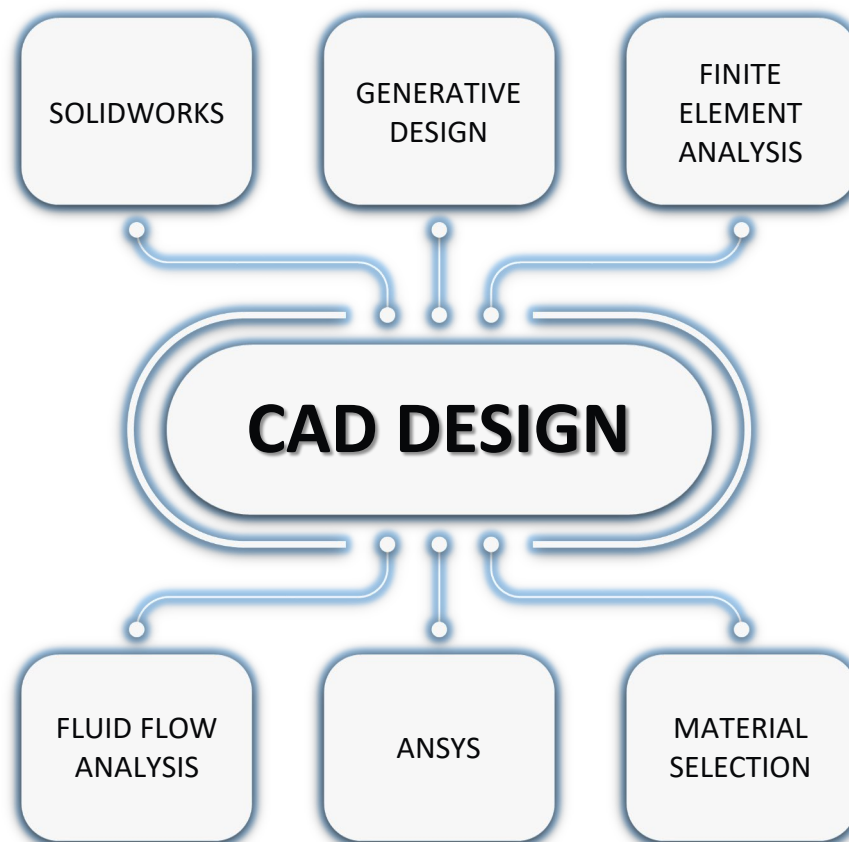 SOLIDWORKS
GENERATIVE
DESIGN
FINITE
ELEMENT
ANALYSIS
CAD DESIGN
FLUID FLOW
ANALYSIS
ANSYS
MATERIAL
SELECTION